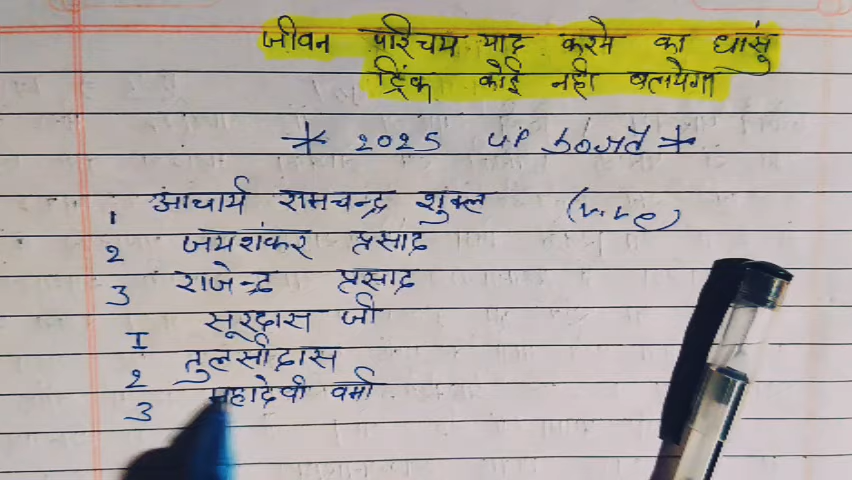 जीवन परिचय याद करने का धांसू
ट्रिंक कोई नही बतायेगा
* 2025 UP board *
1 आचार्य रामचन्द्र शुक्ल (v.v.e)
2 जयशंकर प्रसाद
3 राजेन्द्र प्रसाद
I सूरदास जी
2 तुलसीदास
3 महादेवी वर्मा